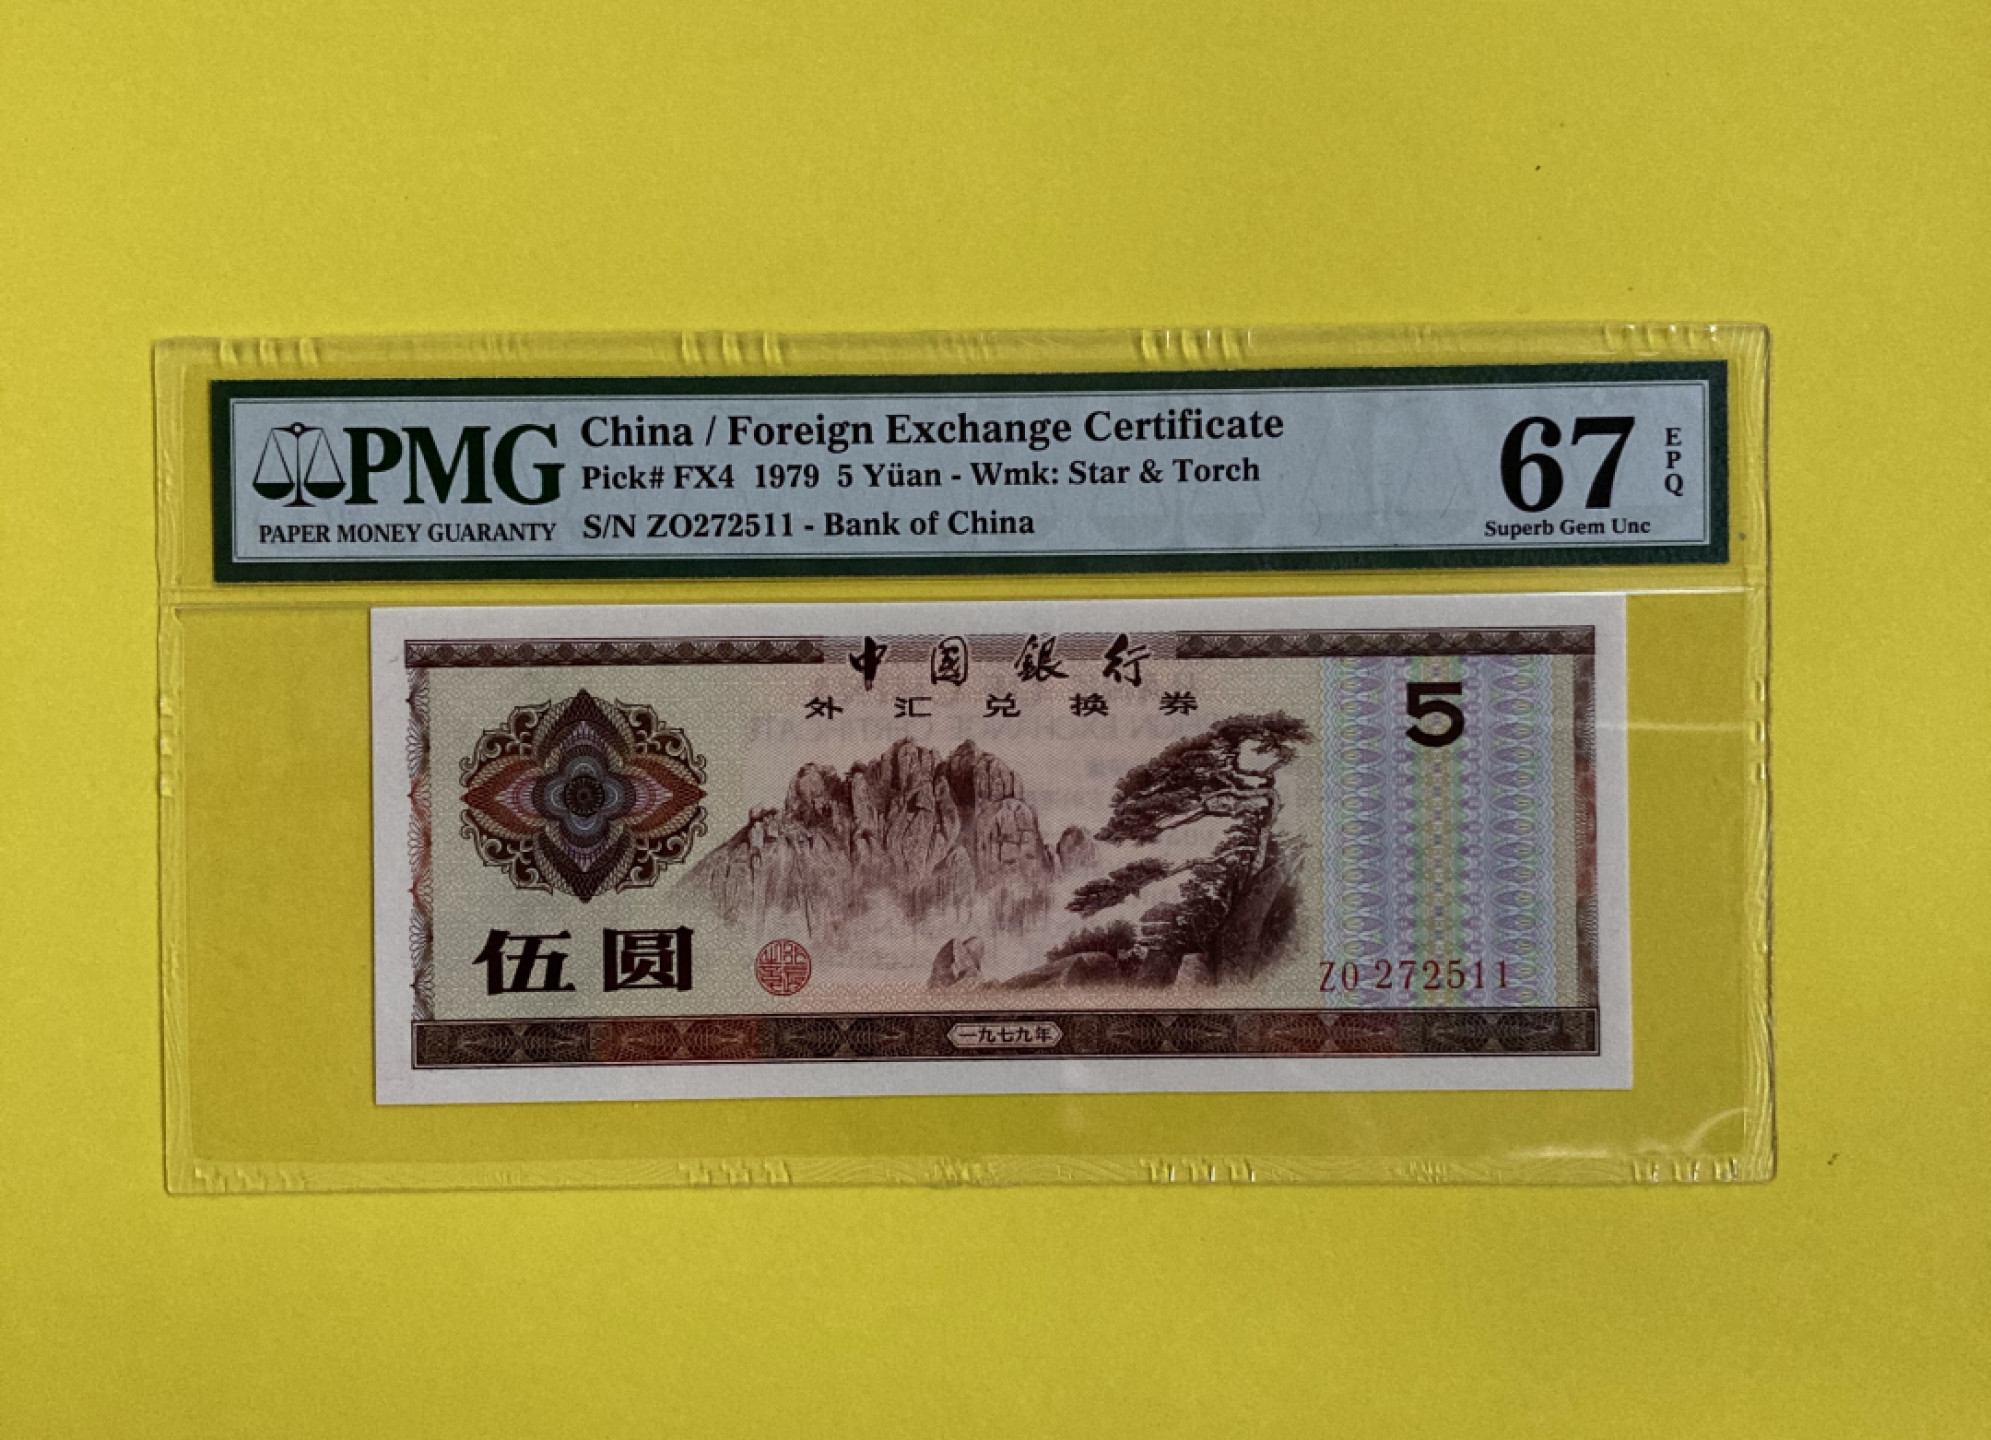 PMG
PAPER MONEY GUARANTY
China / Foreign Exchange Certificate
Pick# FX4 1979 5 Yüan - Wmk: Star & Torch
S/N ZO272511 - Bank of China
67
EPQ
Superb Gem Unc
中国銀行
外汇兑换券
5
伍圆
ZO 272511
一九七九年